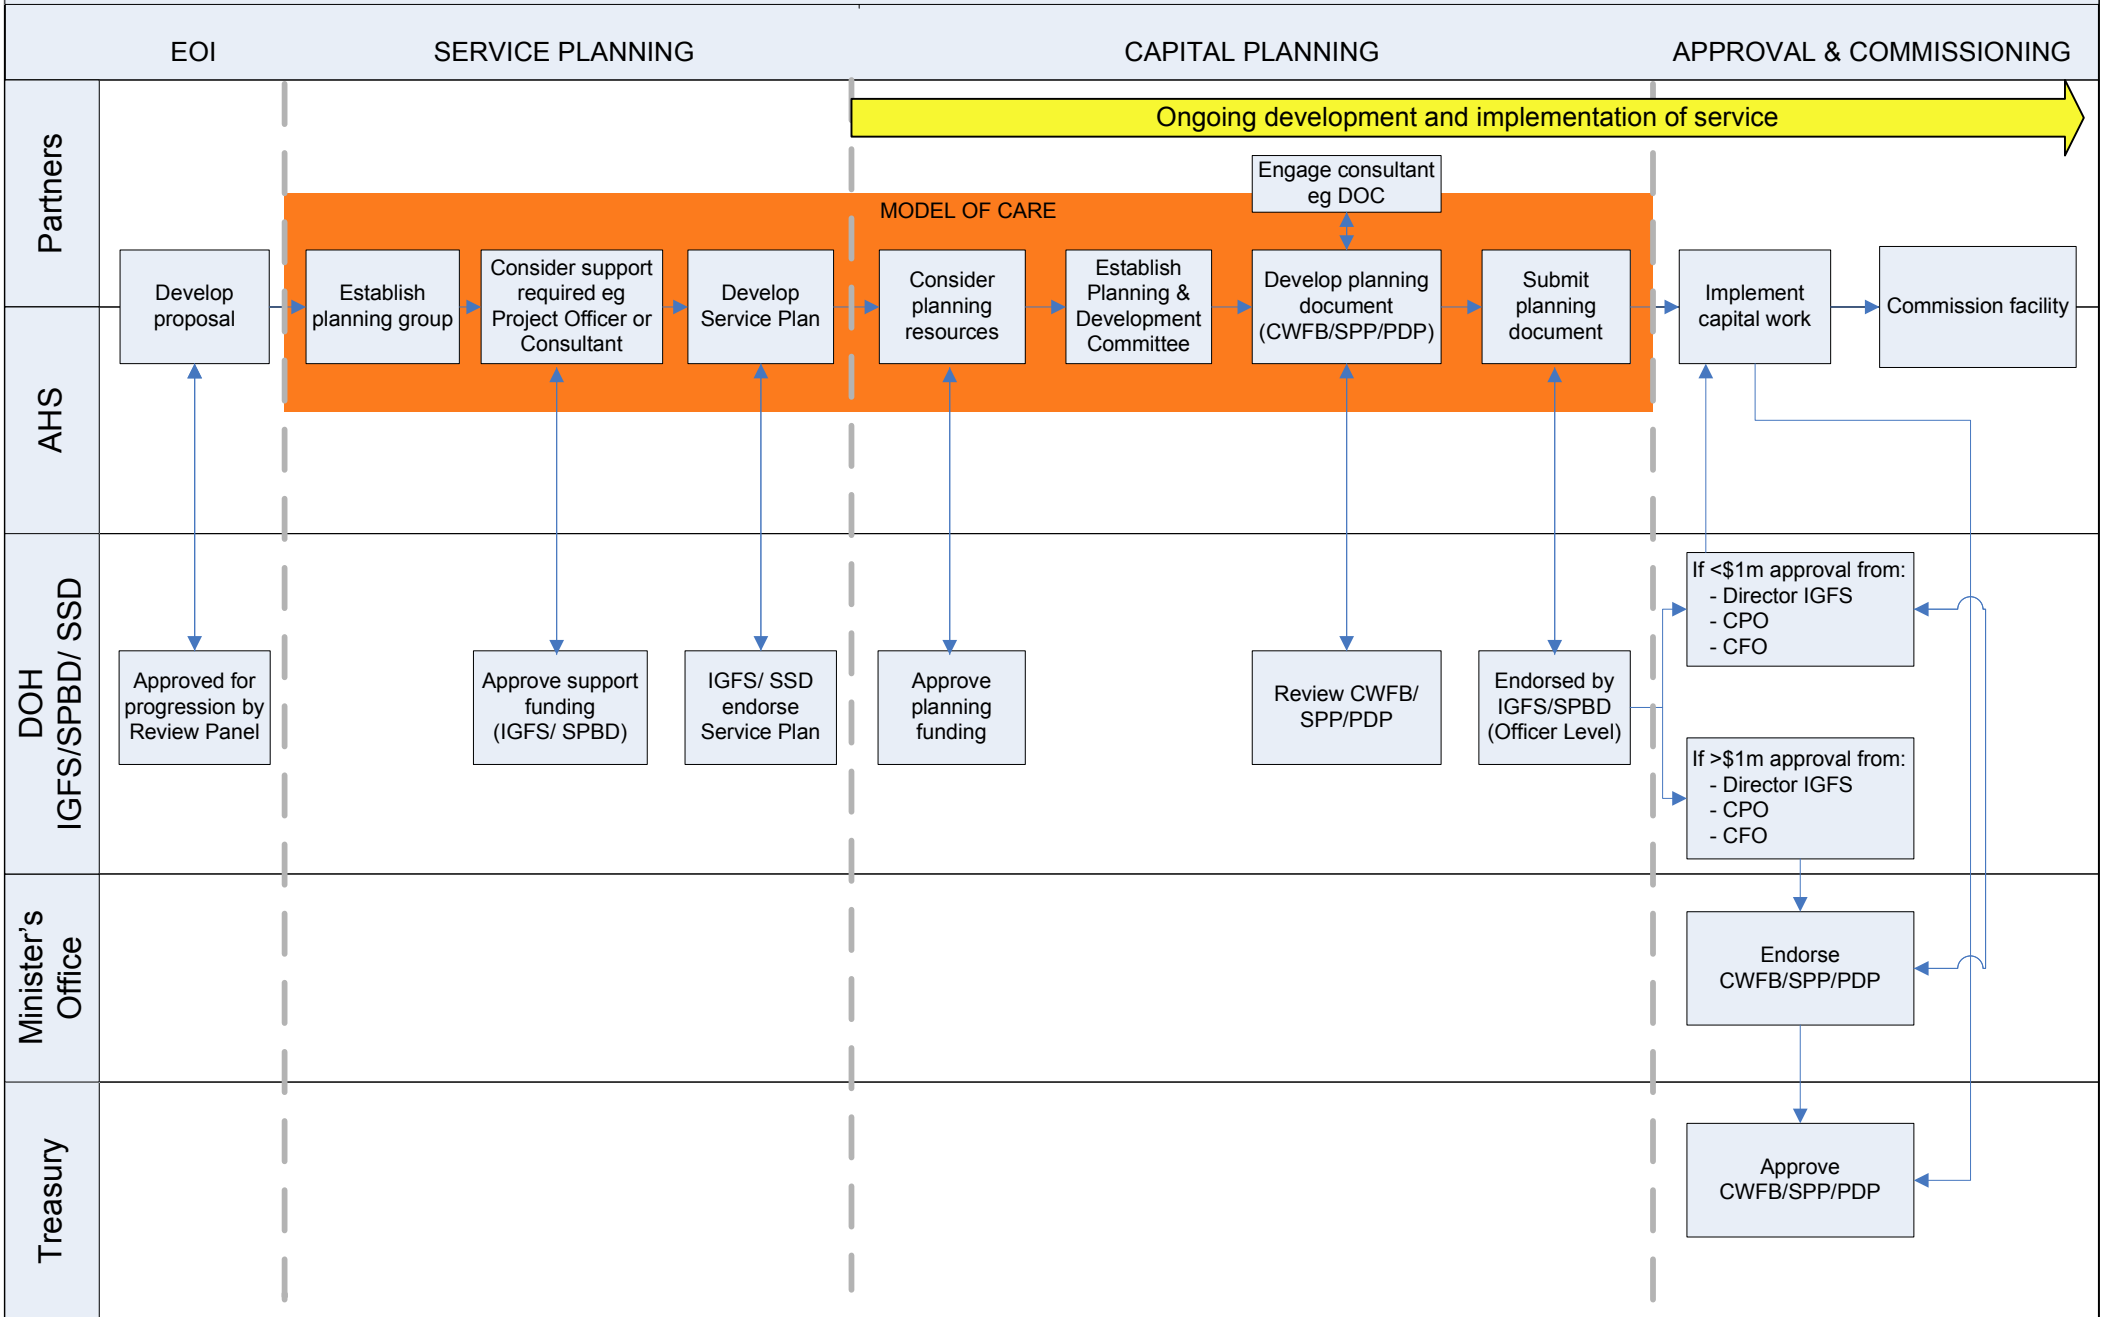 EOI
SERVICE PLANNING
CAPITAL PLANNING
APPROVAL & COMMISSIONING
Partners
Ongoing development and implementation of service
Engage consultant
eg DOC
MODEL OF CARE
Develop
proposal
Establish
planning group
Consider support
required eg
Project Officer or
Consultant
Develop
Service Plan
Consider
planning
resources
Establish
Planning &
Development
Committee
Develop planning
document
(CWFB/SPP/PDP)
Submit
planning
document
Implement
capital work
Commission facility
AHS
DOH
IGFS/SPBD/ SSD
Approved for
progression by
Review Panel
Approve support
funding
(IGFS/ SPBD)
IGFS/ SSD
endorse
Service Plan
Approve
planning
funding
Review CWFB/
SPP/PDP
Endorsed by
IGFS/SPBD
(Officer Level)
If <$1m approval from:
- Director IGFS
- CPO
- CFO
If >$1m approval from:
- Director IGFS
- CPO
- CFO
Minister's
Office
Endorse
CWFB/SPP/PDP
Treasury
Approve
CWFB/SPP/PDP